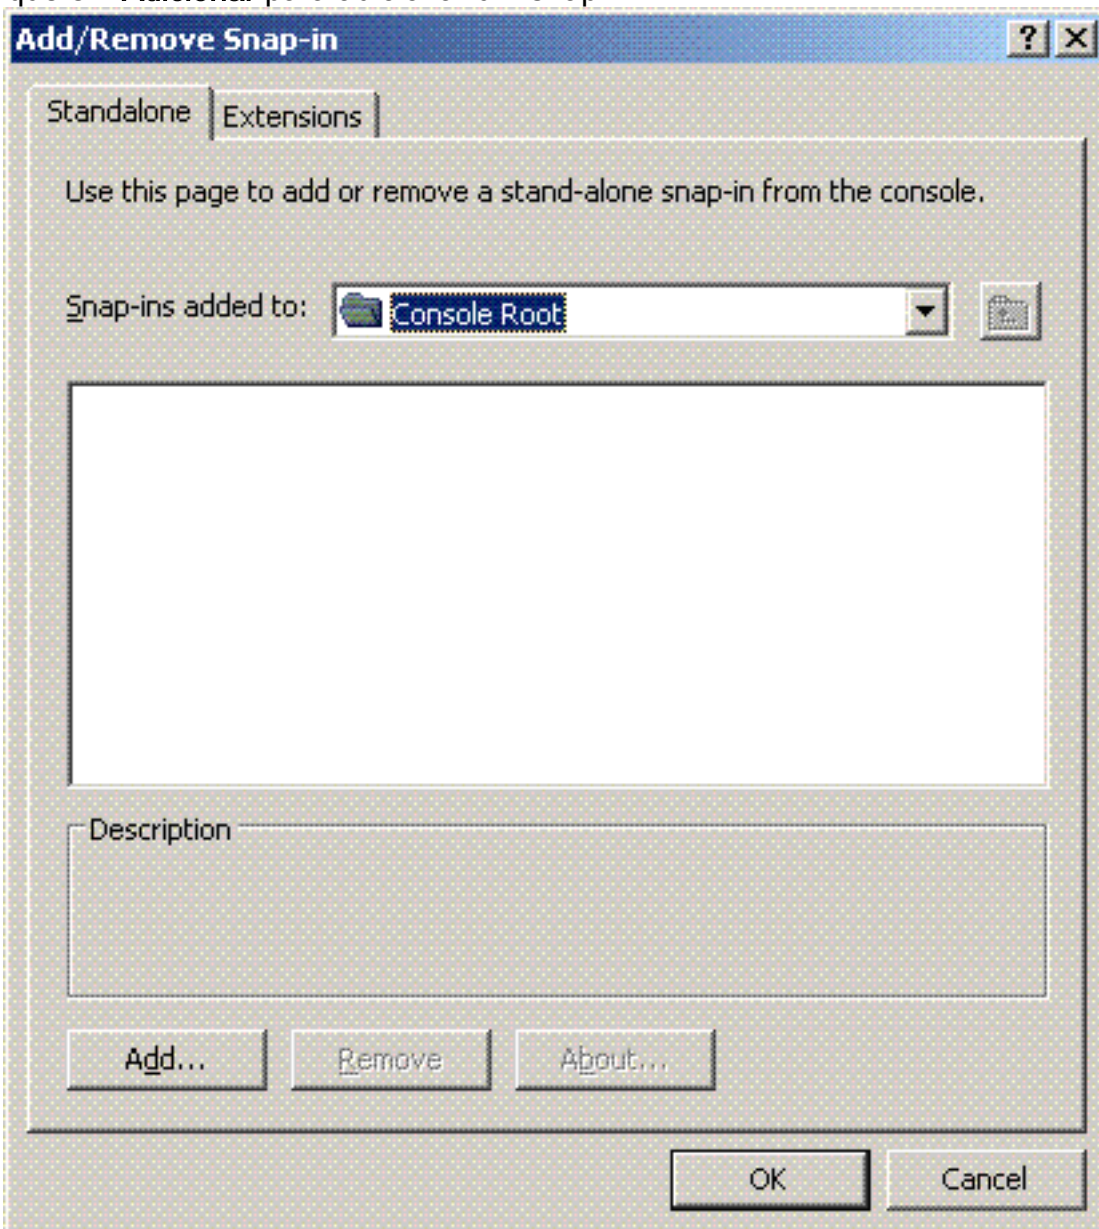 Add/Remove Snap-in
Standalone
Extensions
Use this page to add or remove a stand-alone snap-in from the console.
Snap-ins added to:
Console Root
Description
Add...
Remove
About...
OK
Cancel